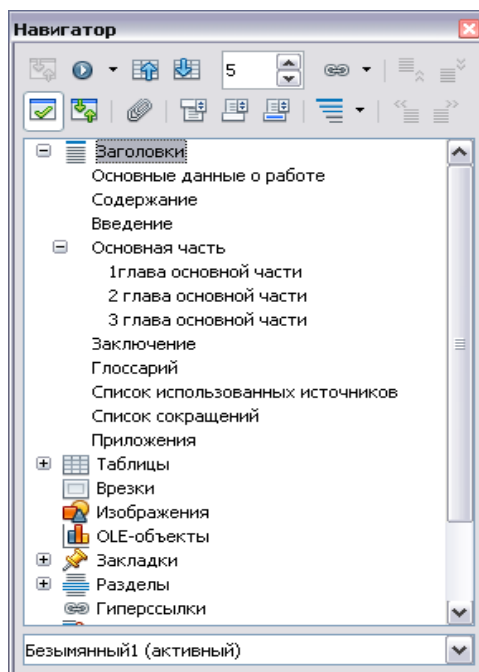 Навигатор
5
Заголовки
Основные данные о работе
Содержание
Введение
Основная часть
1глава основной части
2 глава основной части
3 глава основной части
Заключение
Глоссарий
Список использованных источников
Список сокращений
Приложения
Таблицы
Врезки
Изображения
OLE-объекты
Закладки
Разделы
Гиперссылки
Безымянный1 (активный)